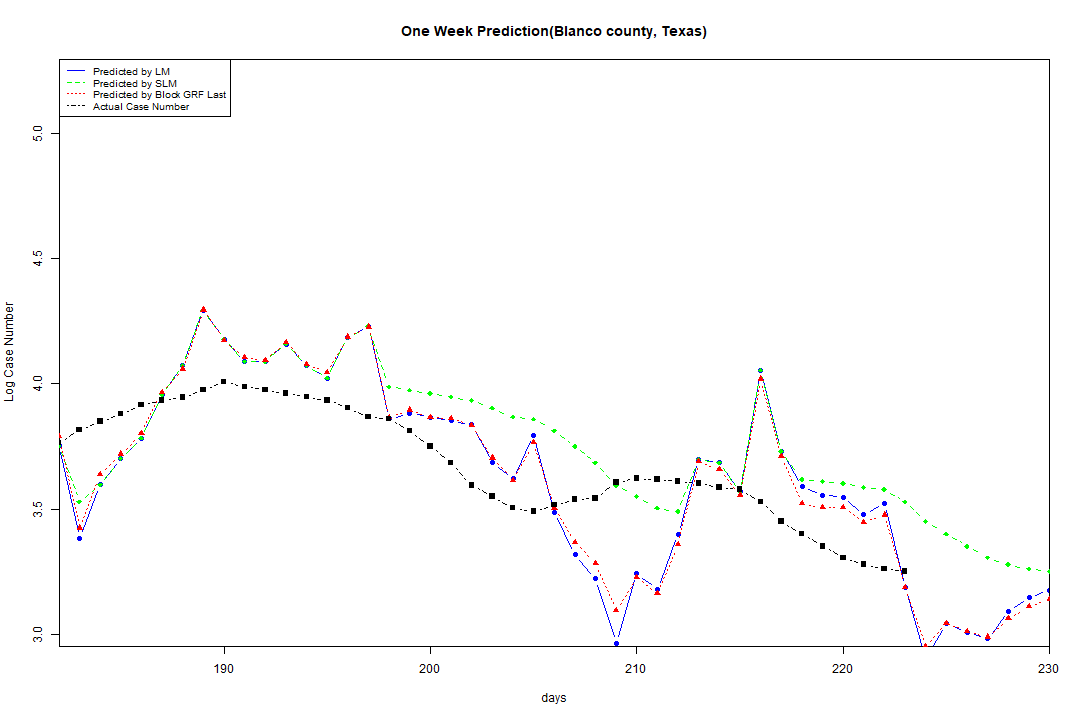 One Week Prediction(Blanco county, Texas)
Predicted by LM
Predicted by SLM
Predicted by Block GRF Last
Actual Case Number
5.0
4.5
4.0
3.5
3.0
Log Case Number
190 200 210 220 230
days